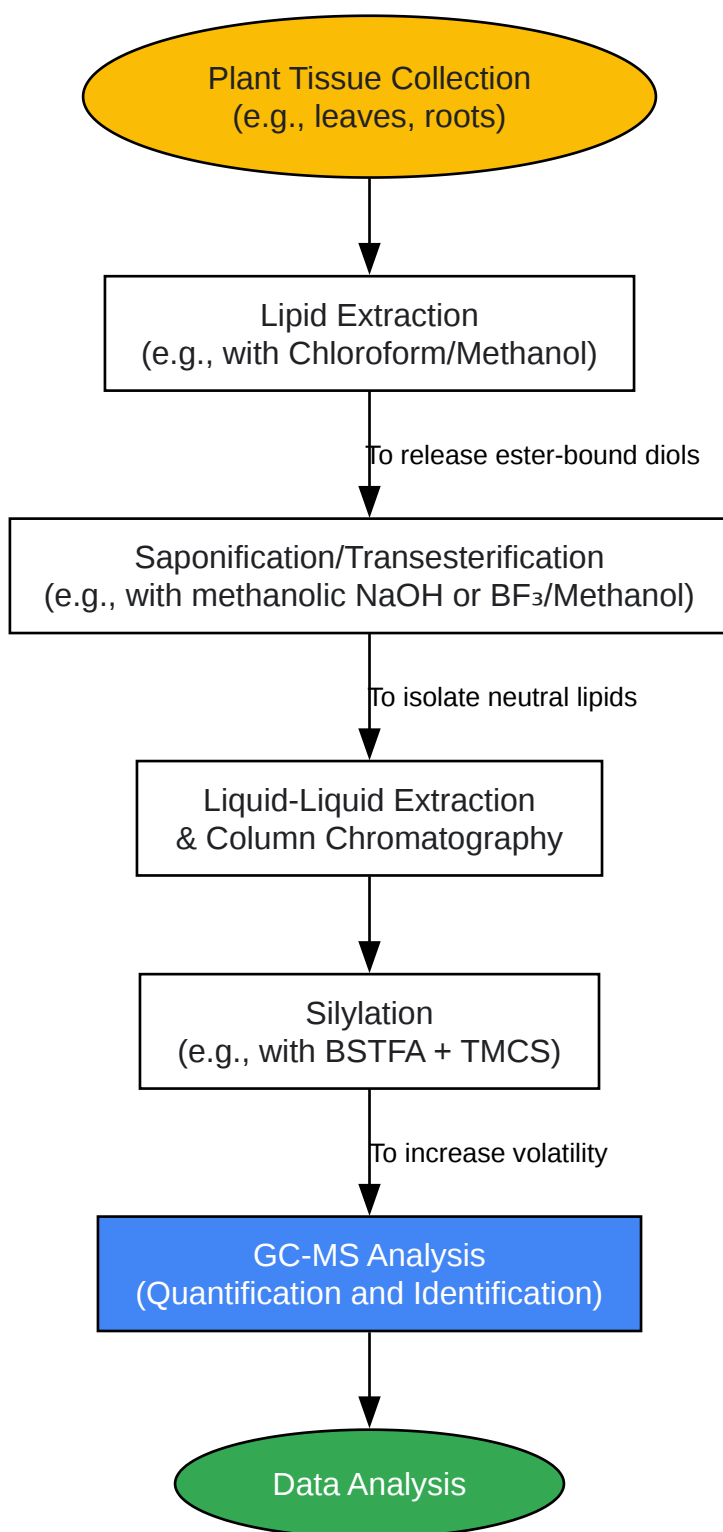 Plant Tissue Collection
(e.g., leaves, roots)
Lipid Extraction
(e.g., with Chloroform/Methanol)
To release ester-bound diols
Saponification/Transesterification
(e.g., with methanolic NaOH or BF₃/Methanol)
To isolate neutral lipids
Liquid-Liquid Extraction
& Column Chromatography
Silylation
(e.g., with BSTFA + TMCS)
To increase volatility
GC-MS Analysis
(Quantification and Identification)
Data Analysis